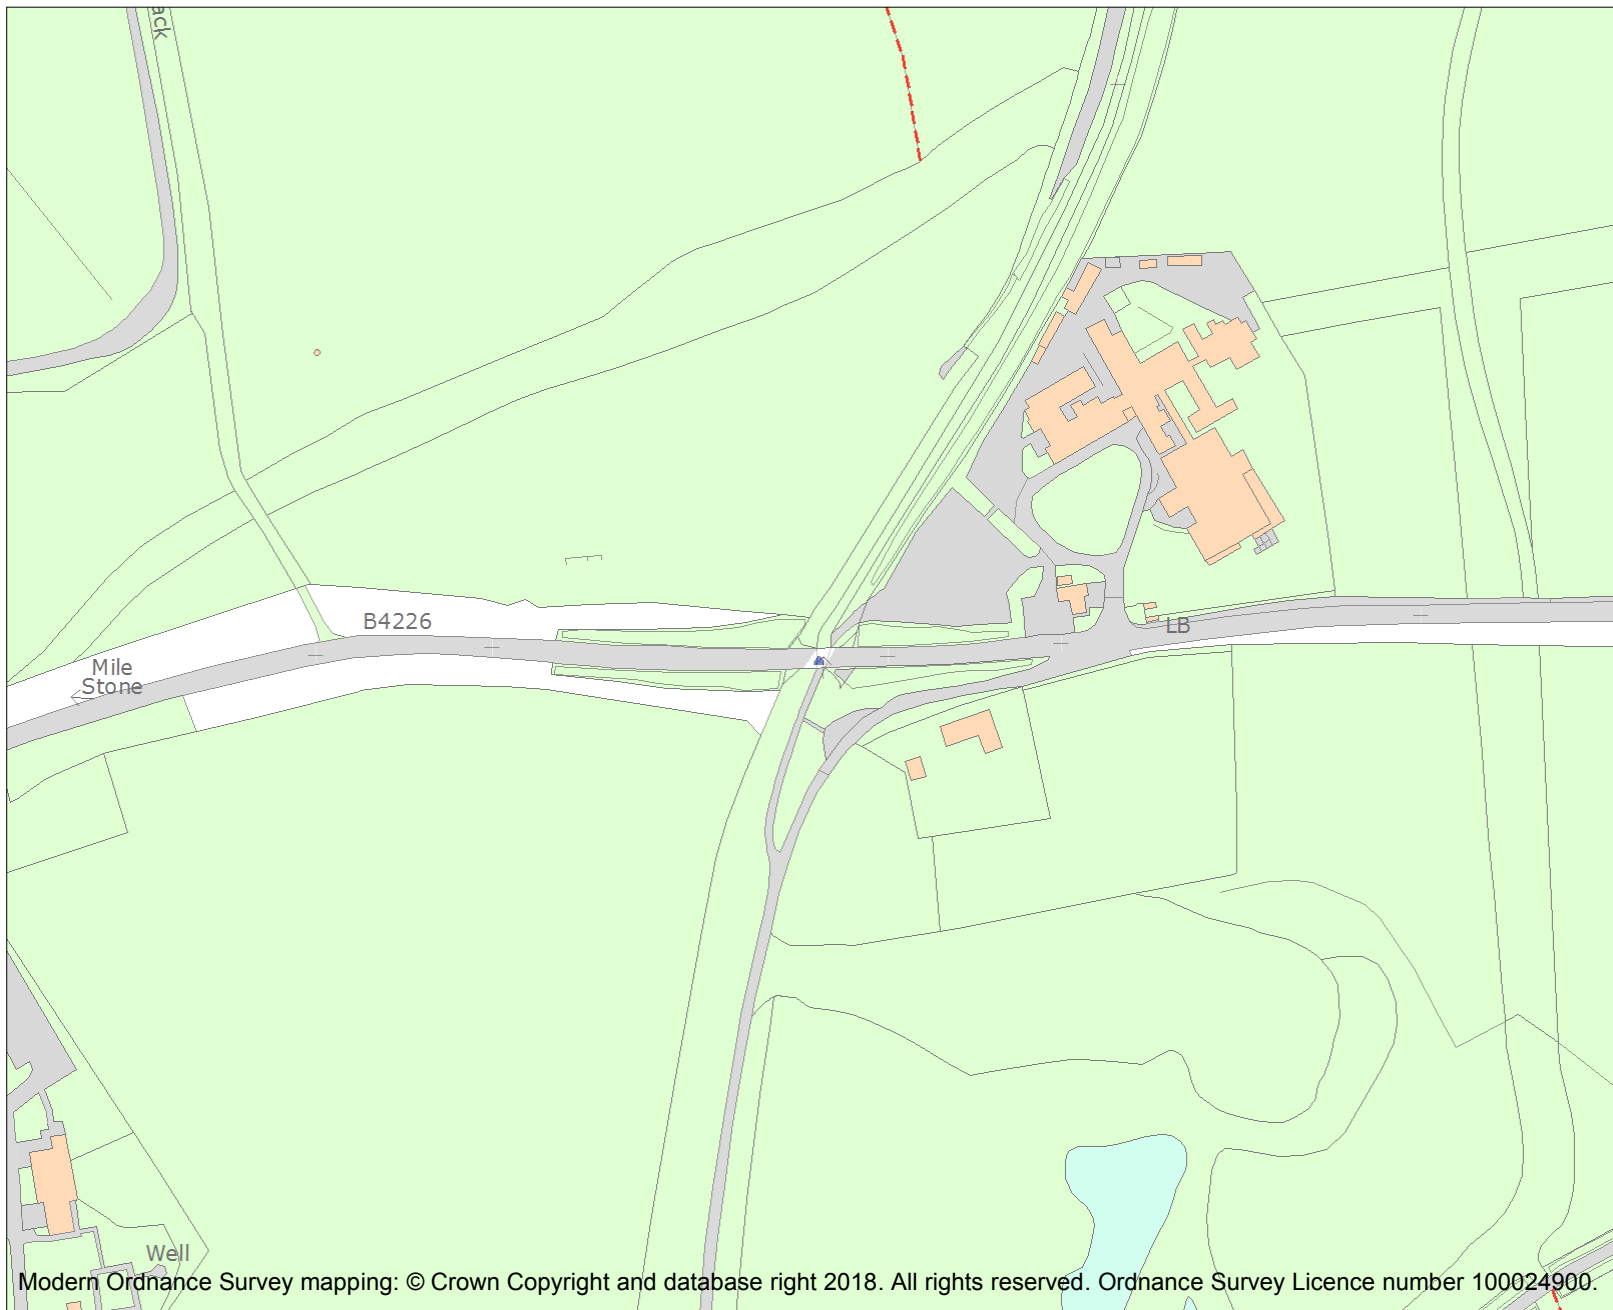 ack
B4226
LB
Mile
Stone
Well
Modern Ordnance Survey mapping: © Crown Copyright and database right 2018. All rights reserved. Ordnance Survey Licence number 100024900.